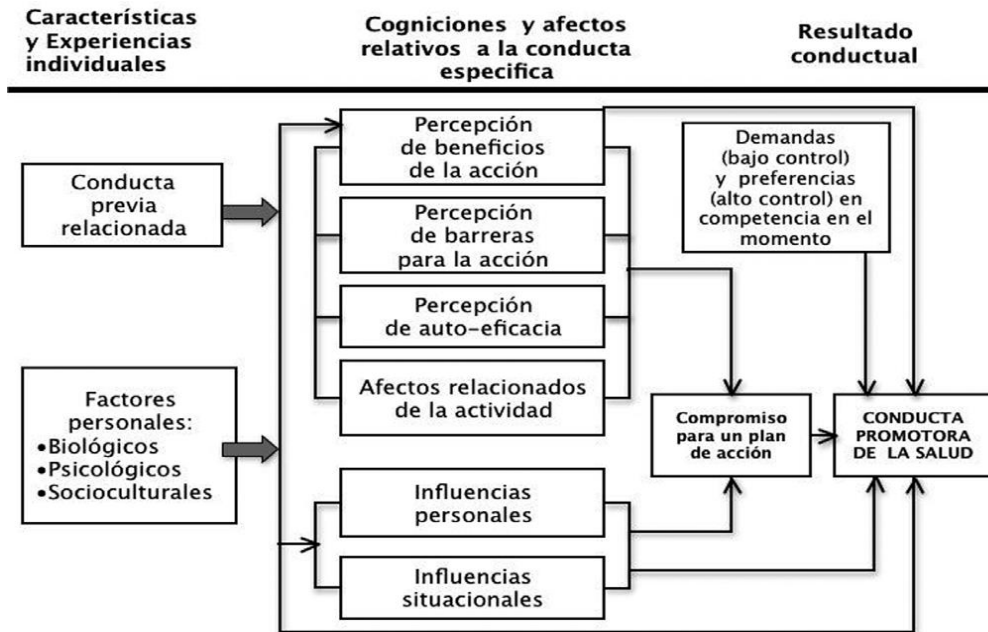 Características
y Experiencias
individuales
Cogniciones y afectos
relativos a la conducta
especifica
Resultado
conductual
Conducta
previa
relacionada
Factores
personales:
•Biológicos
•Psicológicos
•Socioculturales
Percepción
de beneficios
de la acción
Percepción
de barreras
para la acción
Percepción
de auto-eficacia
Afectos relacionados
de la actividad
Influencias
personales
Influencias
situacionales
Demandas
(bajo control)
y preferencias
(alto control) en
competencia en el
momento
Compromiso
para un plan
de acción
CONDUCTA
PROMOTORA
DE LA SALUD